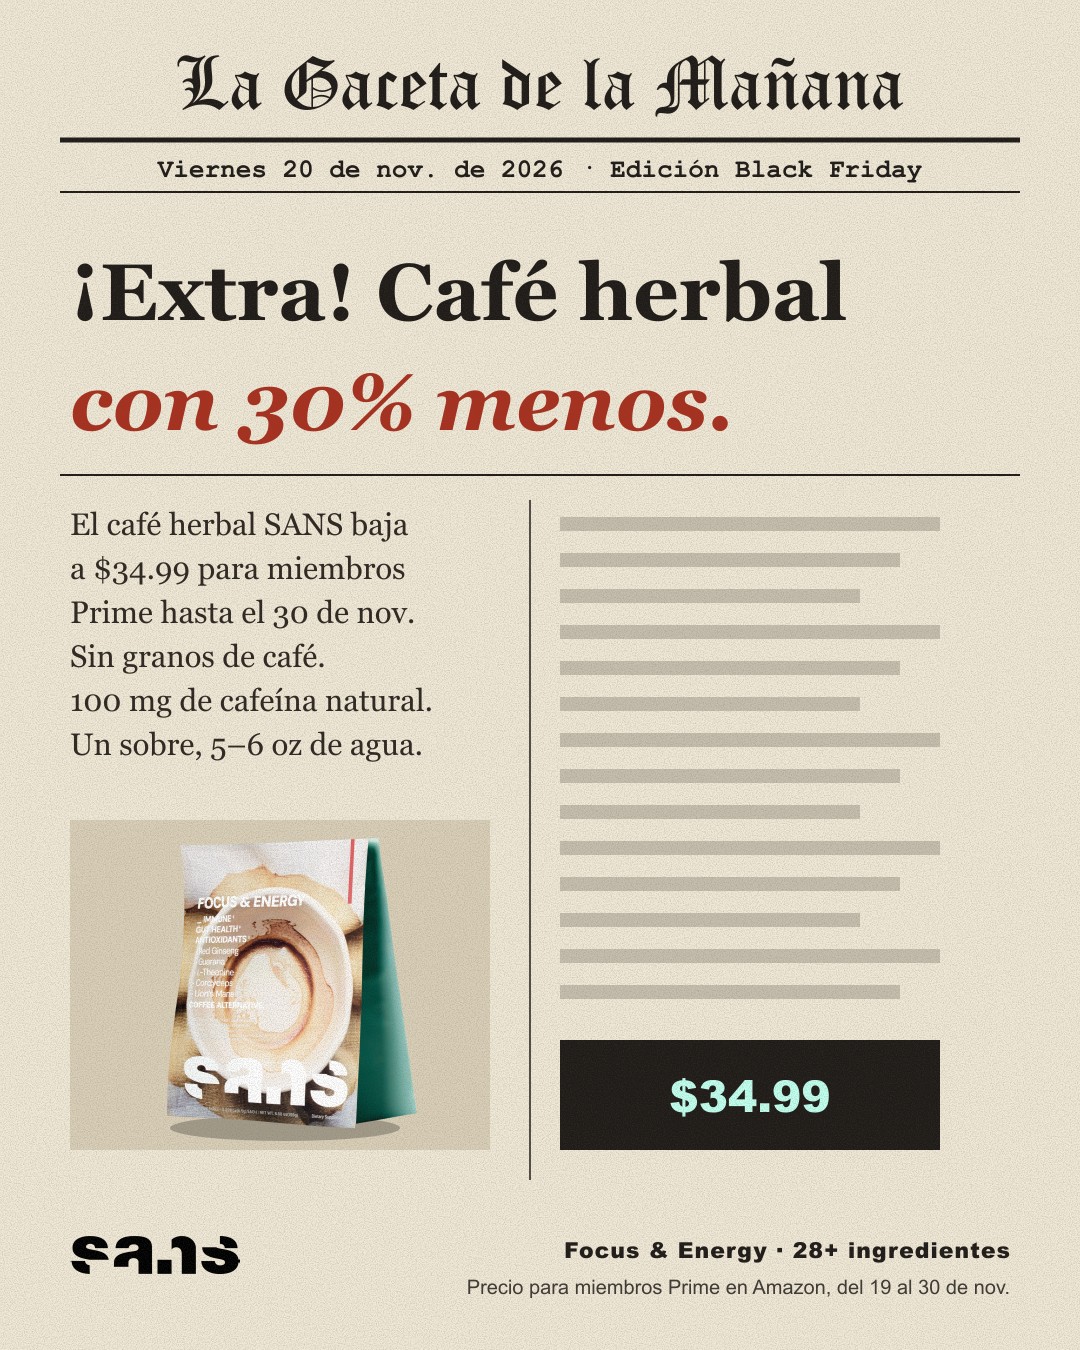 La Gaceta de la Mañana
Viernes 20 de nov. de 2026 · Edición Black Friday
¡Extra! Café herbal
con 30% menos.
El café herbal SANS baja
a $34.99 para miembros
Prime hasta el 30 de nov.
Sin granos de café.
100 mg de cafeína natural.
Un sobre, 5–6 oz de agua.
FOCUS & ENERGY
IMMUNE
GUT HEALTH
ANTIOXIDANTS
Red Ginseng
Guarana
L-Theanine
Cordyceps
Lion's Mane
COFFEE ALTERNATIVE
sans
$34.99
sans
Focus & Energy · 28+ ingredientes
Precio para miembros Prime en Amazon, del 19 al 30 de nov.